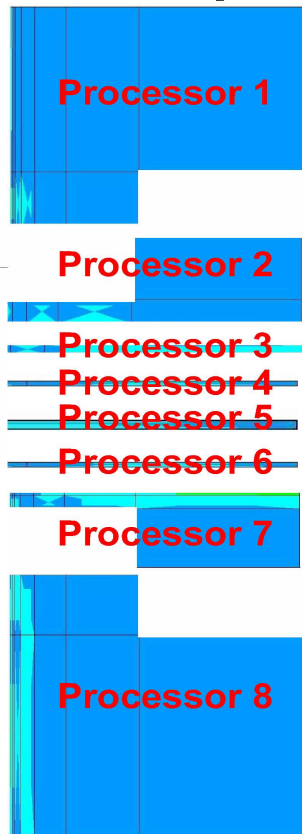 Processor 1
Processor 2
Processor 3
Processor 4
Processor 5
Processor 6
Processor 7
Processor 8